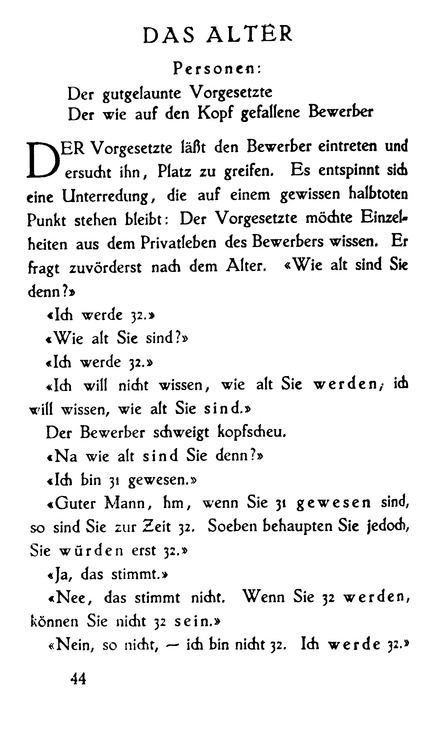 DAS ALTER
Personen:
Der gutgelaunte Vorgesetzte
Der wie auf den Kopf gefallene Bewerber
DER Vorgesetzte läßt den Bewerber eintreten und
ersucht ihn, Platz zu greifen. Es entspinnt sich
eine Unterredung, die auf einem gewissen halbtoten
Punkt stehen bleibt: Der Vorgesetzte möchte Einzel-
heiten aus dem Privatleben des Bewerbers wissen. Er
fragt zuvörderst nach dem Alter. «Wie alt sind Sie
denn?»
«Ich werde 32.»
«Wie alt Sie sind?»
«Ich werde 32.»
«Ich will nicht wissen, wie alt Sie werden, ich
will wissen, wie alt Sie sind.»
Der Bewerber schweigt kopfscheu.
«Na wie alt sind Sie denn?»
«Ich bin 31 gewesen.»
«Guter Mann, hm, wenn Sie 31 gewesen sind,
so sind Sie zur Zeit 32. Soeben behaupten Sie jedoch,
Sie würden erst 32.»
«Ja, das stimmt.»
«Nee, das stimmt nicht. Wenn Sie 32 werden,
können Sie nicht 32 sein.»
«Nein, so nicht, — ich bin nicht 32. Ich werde 32.»
44